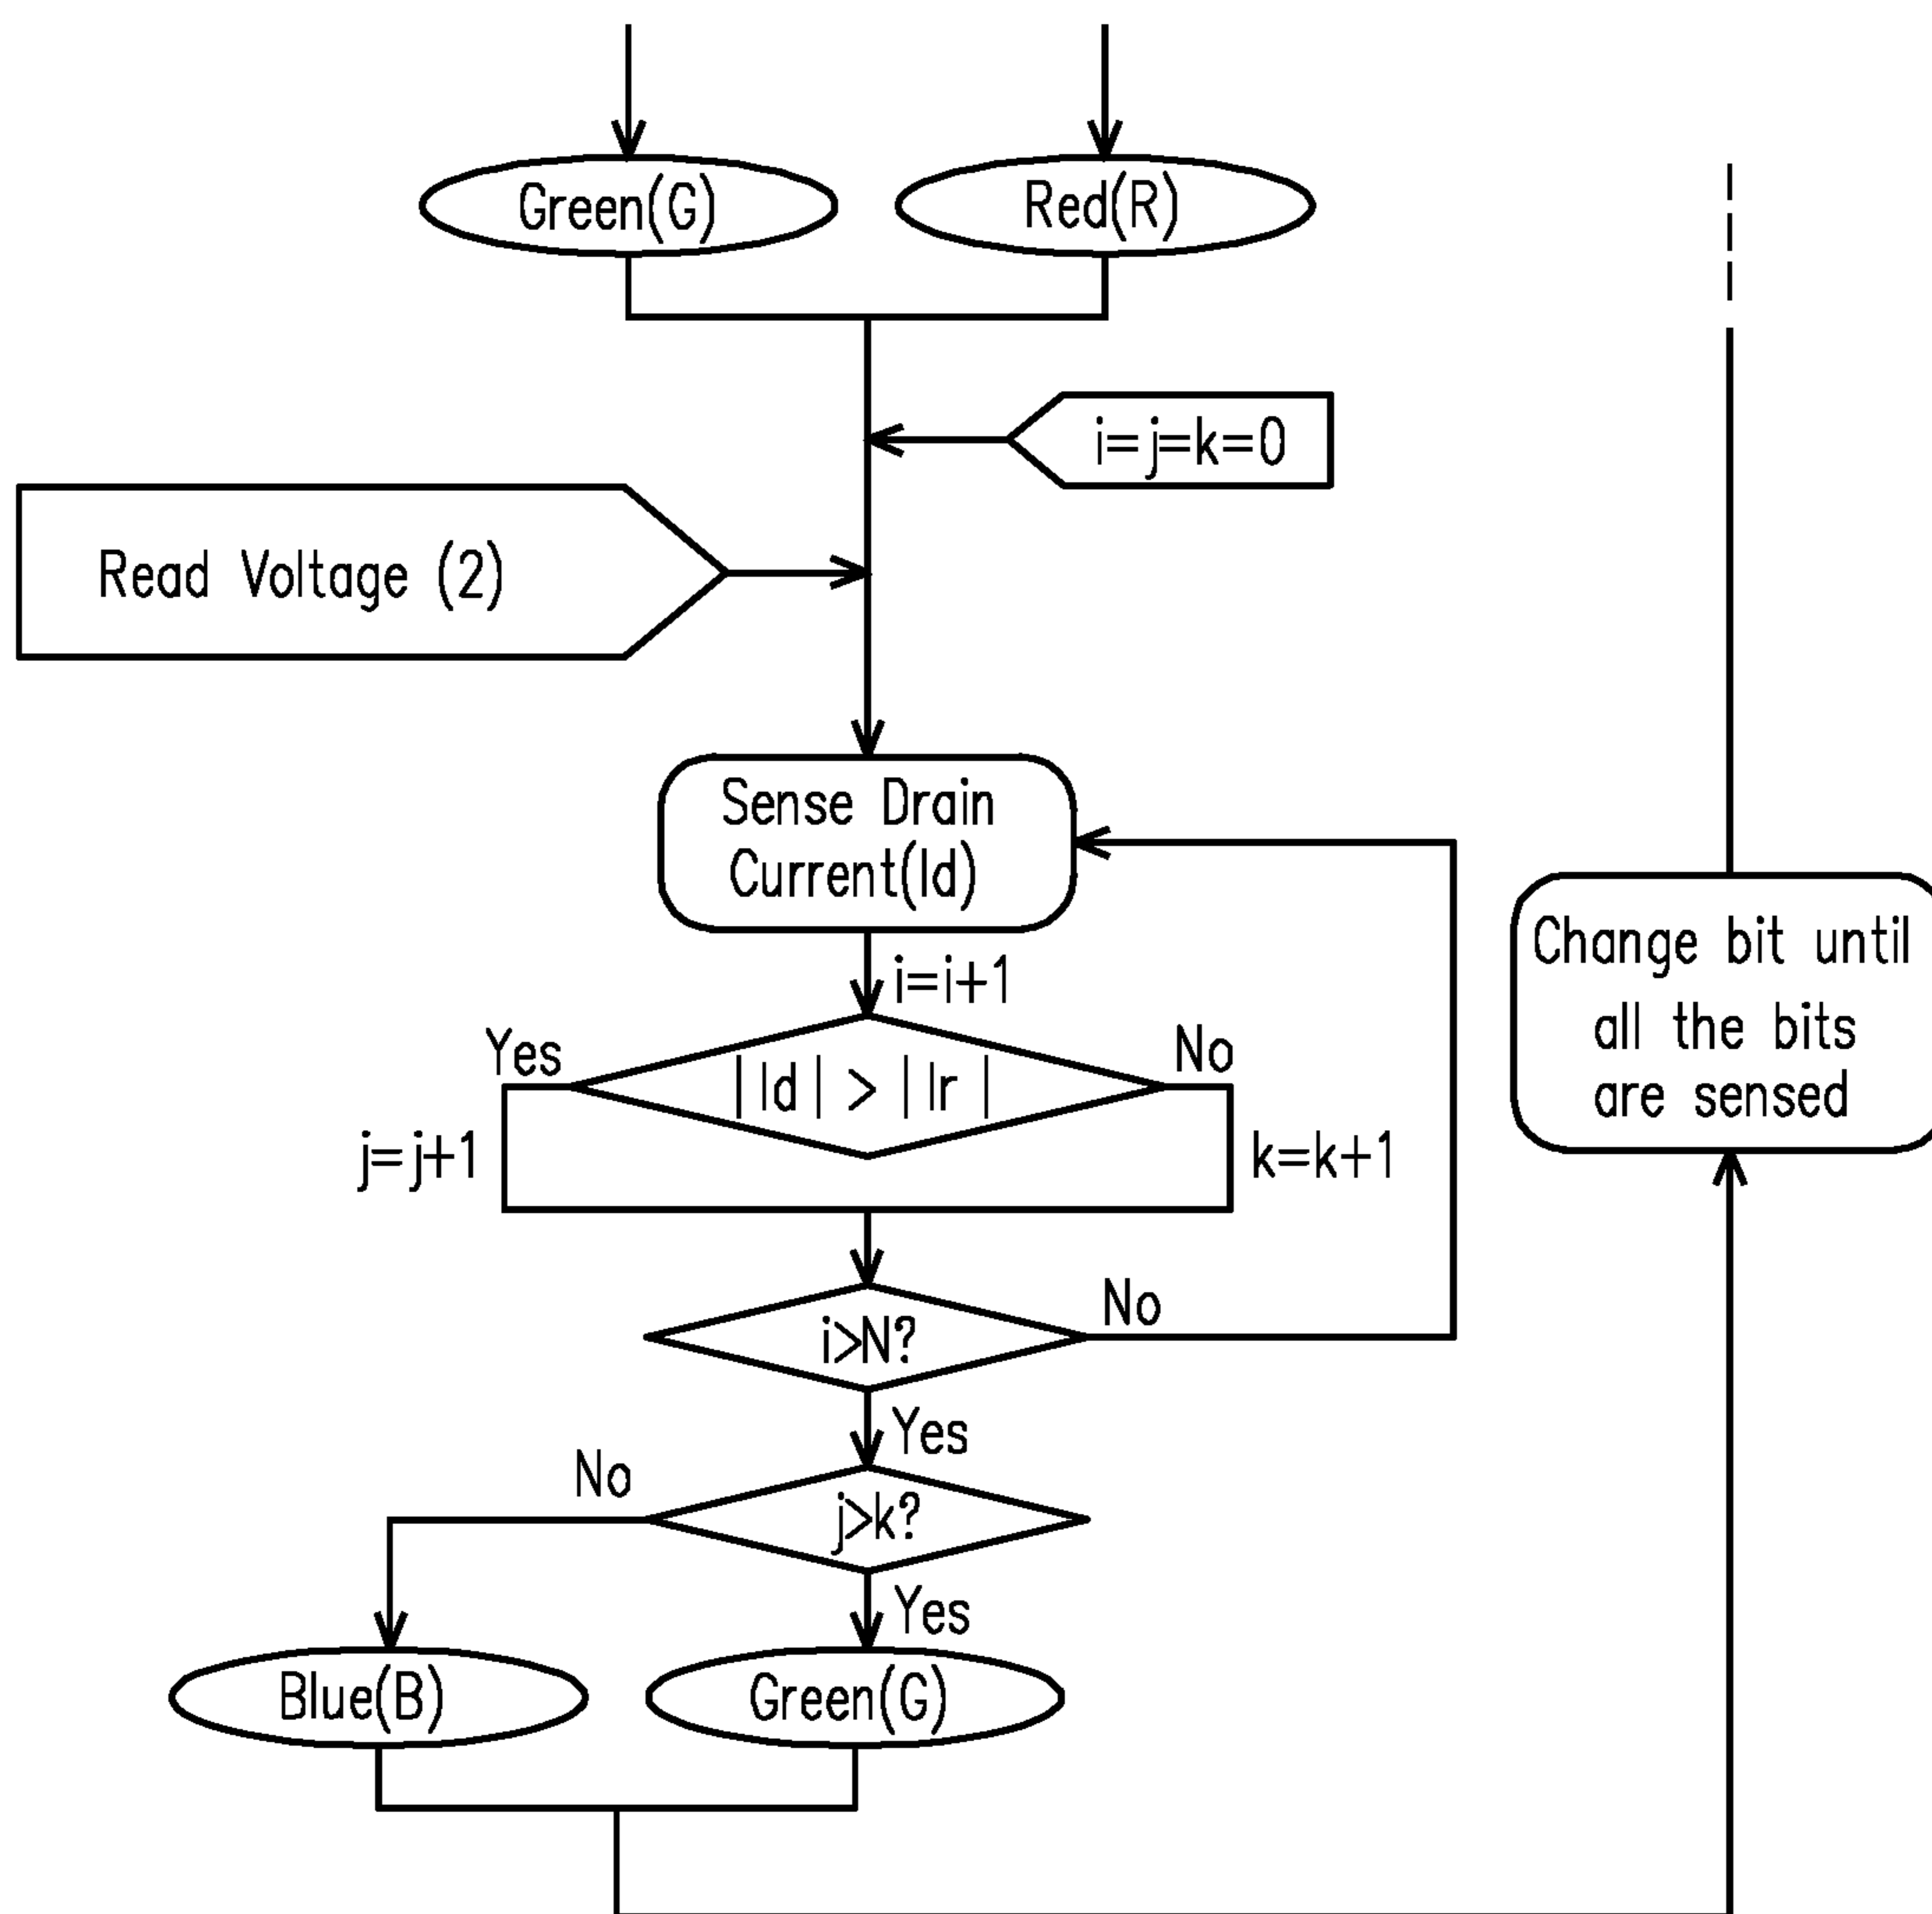 Green(G)
Red(R)
i=j=k=0
Read Voltage (2)
Sense Drain
Current(Id)
i=i+1
Yes
|Id| > |Ir|
No
j=j+1
k=k+1
i>N?
No
Yes
No
j>k?
Yes
Blue(B)
Green(G)
Change bit until
all the bits
are sensed